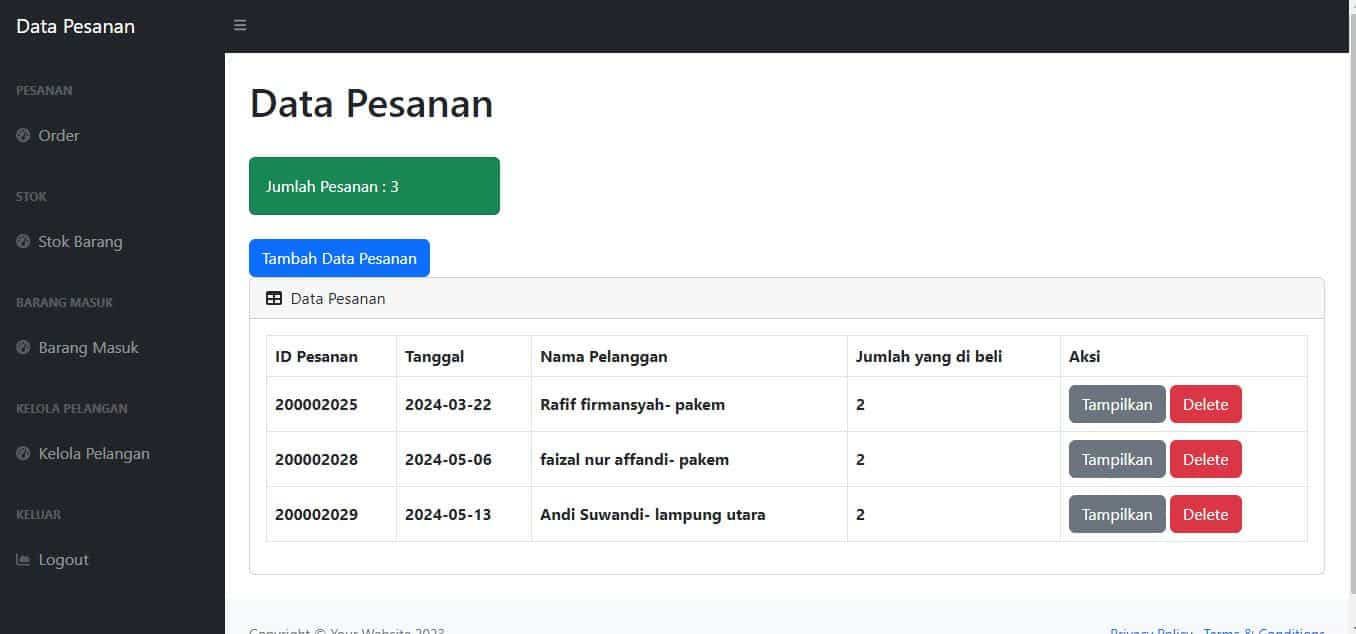 Data Pesanan
PESANAN
Order
STOK
Stok Barang
BARANG MASUK
Barang Masuk
KELOLA PELANGAN
Kelola Pelangan
KELUAR
Logout
Data Pesanan
Jumlah Pesanan : 3
Tambah Data Pesanan
Data Pesanan
ID Pesanan Tanggal Nama Pelanggan Jumlah yang di beli Aksi
200002025 2024-03-22 Rafif firmansyah- pakem 2 Tampilkan Delete
200002028 2024-05-06 faizal nur affandi- pakem 2 Tampilkan Delete
200002029 2024-05-13 Andi Suwandi- lampung utara 2 Tampilkan Delete
Copyright © Your Website 2023 Privacy Policy · Terms & Conditions